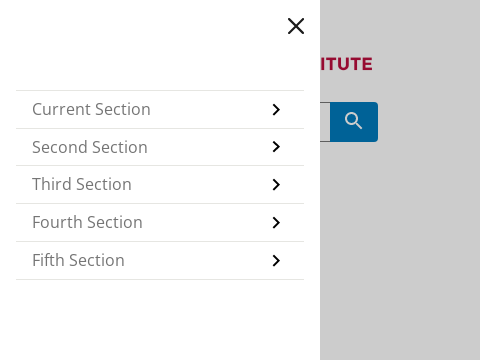 ITUTE
Current Section
Second Section
Third Section
Fourth Section
Fifth Section